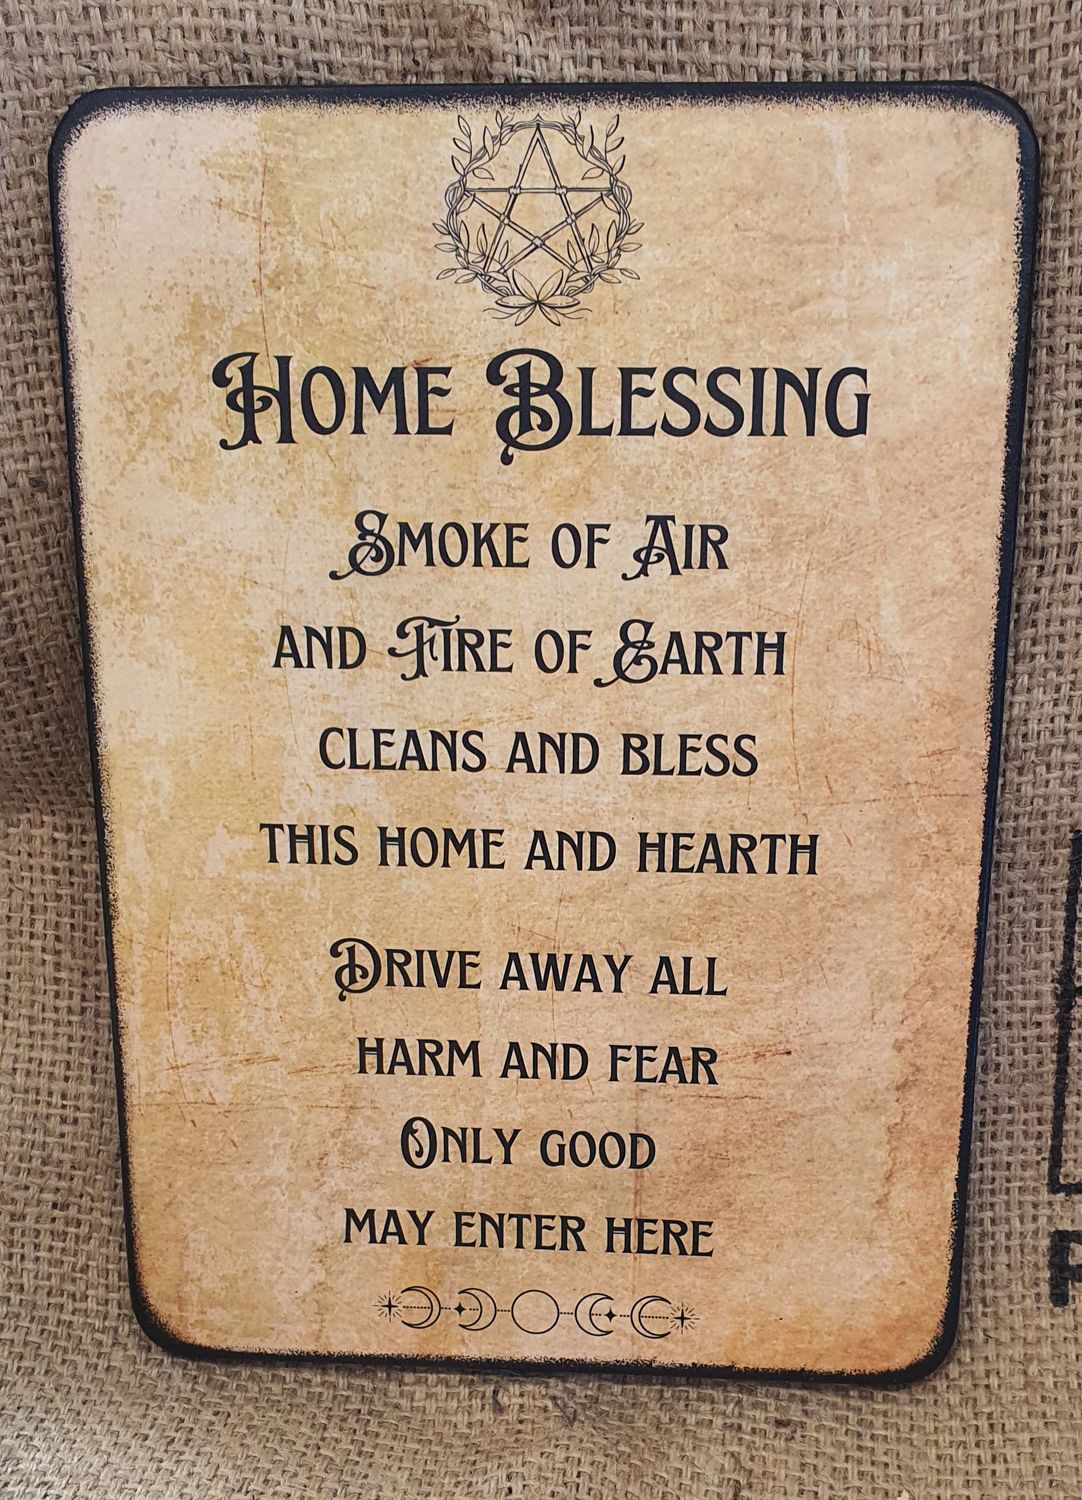 Home Blessing
Smoke of Air
and Fire of Earth
cleans and bless
this home and hearth
Drive away all
harm and fear
Only good
may enter here